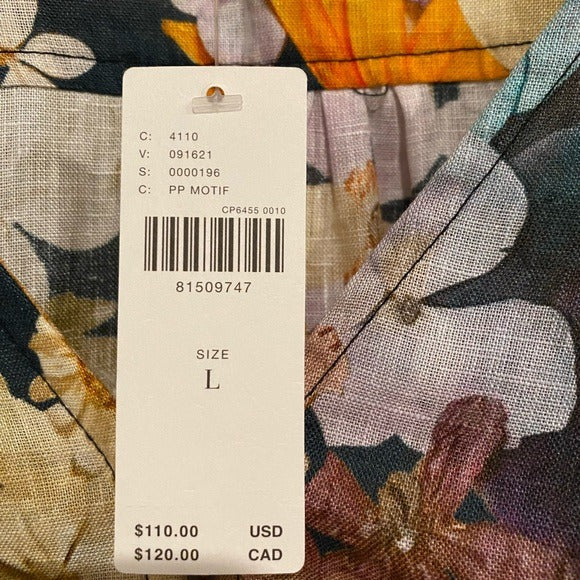 C: 4110
V: 091621
S: 0000196
C: PP MOTIF
CP6455 0010
81509747
SIZE
L
$110.00 USD
$120.00 CAD